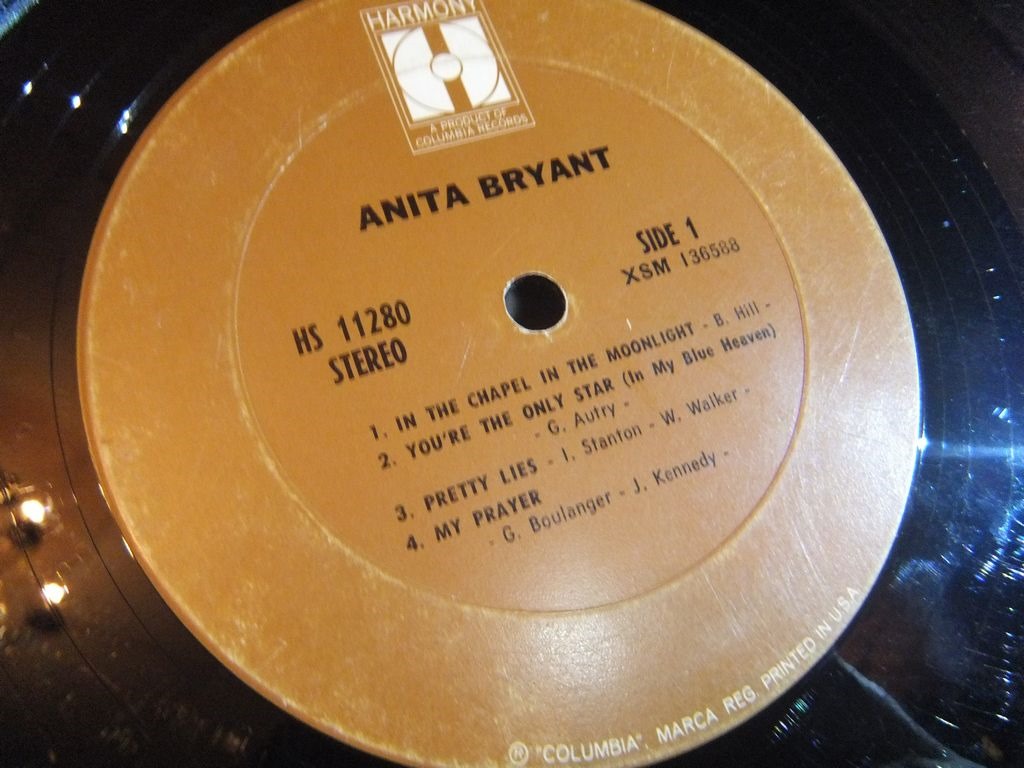 HARMONY
A PRODUCT OF
COLUMBIA RECORDS
ANITA BRYANT
SIDE 1
XSM 136588
HS 11280
STEREO
1. IN THE CHAPEL IN THE MOONLIGHT - B. Hill -
2. YOU'RE THE ONLY STAR (In My Blue Heaven)
- G. Autry -
3. PRETTY LIES - I. Stanton - W. Walker -
4. MY PRAYER
- G. Boulanger - J. Kennedy -
® "COLUMBIA", MARCA REG. PRINTED IN U.S.A.